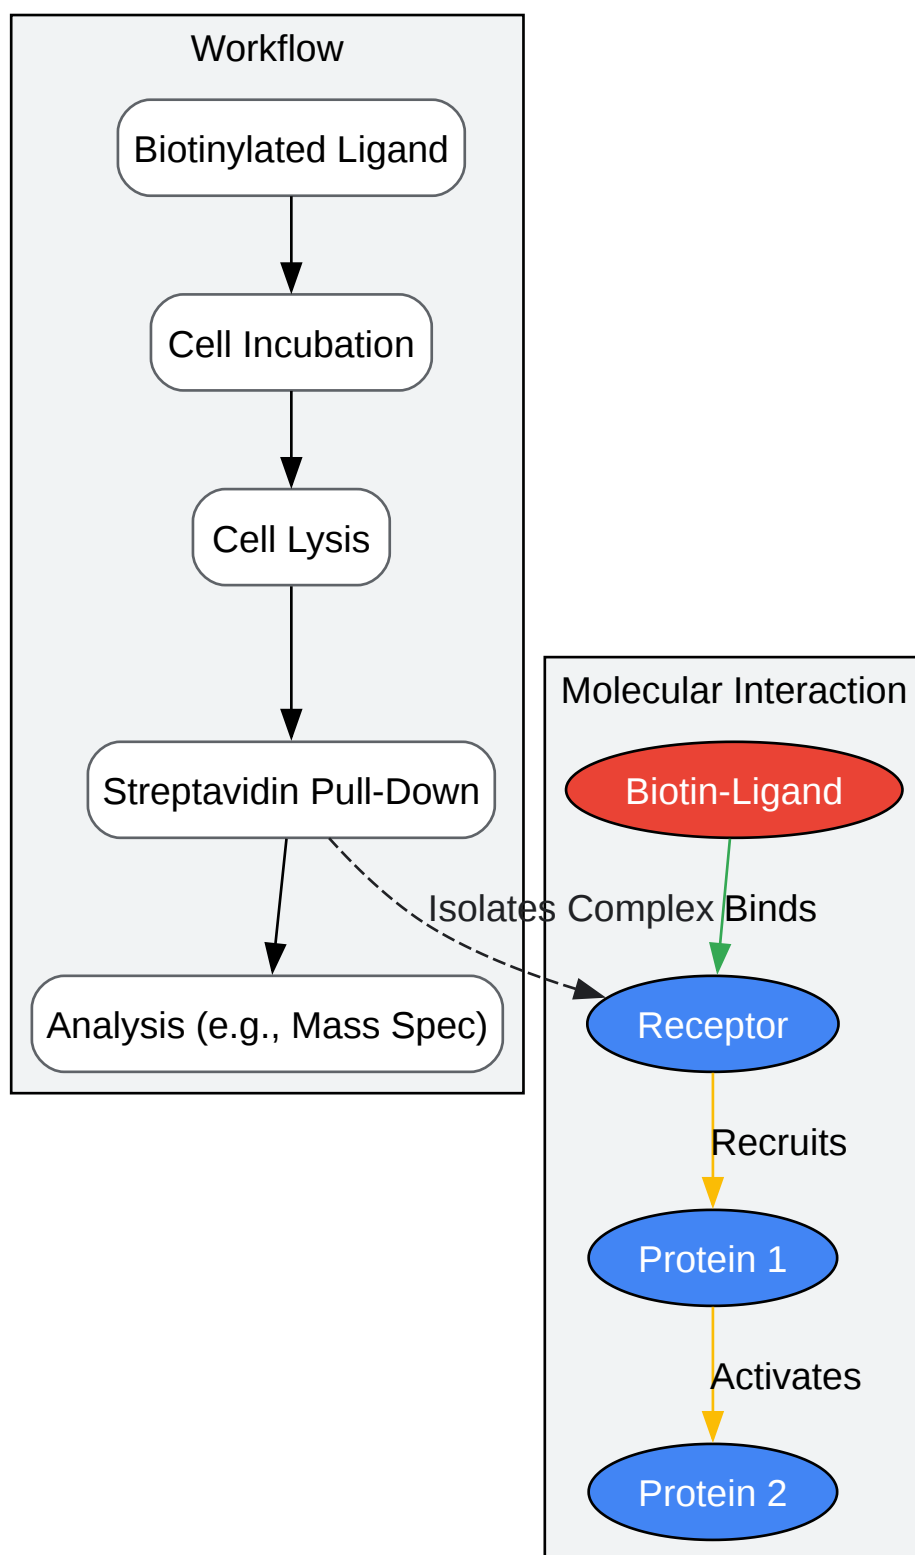 Workflow
Biotinylated Ligand
Cell Incubation
Cell Lysis
Streptavidin Pull-Down
Analysis (e.g., Mass Spec)
Isolates Complex
Molecular Interaction
Biotin-Ligand
Binds
Receptor
Recruits
Protein 1
Activates
Protein 2